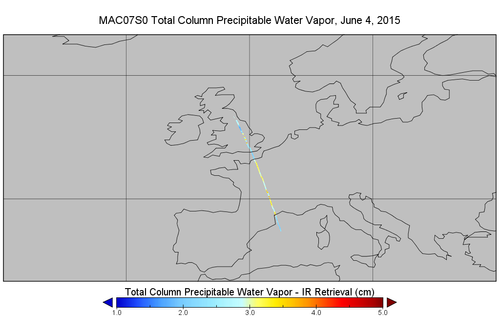 MAC07S0 Total Column Precipitable Water Vapor, June 4, 2015
Total Column Precipitable Water Vapor - IR Retrieval (cm)
1.0 2.0 3.0 4.0 5.0